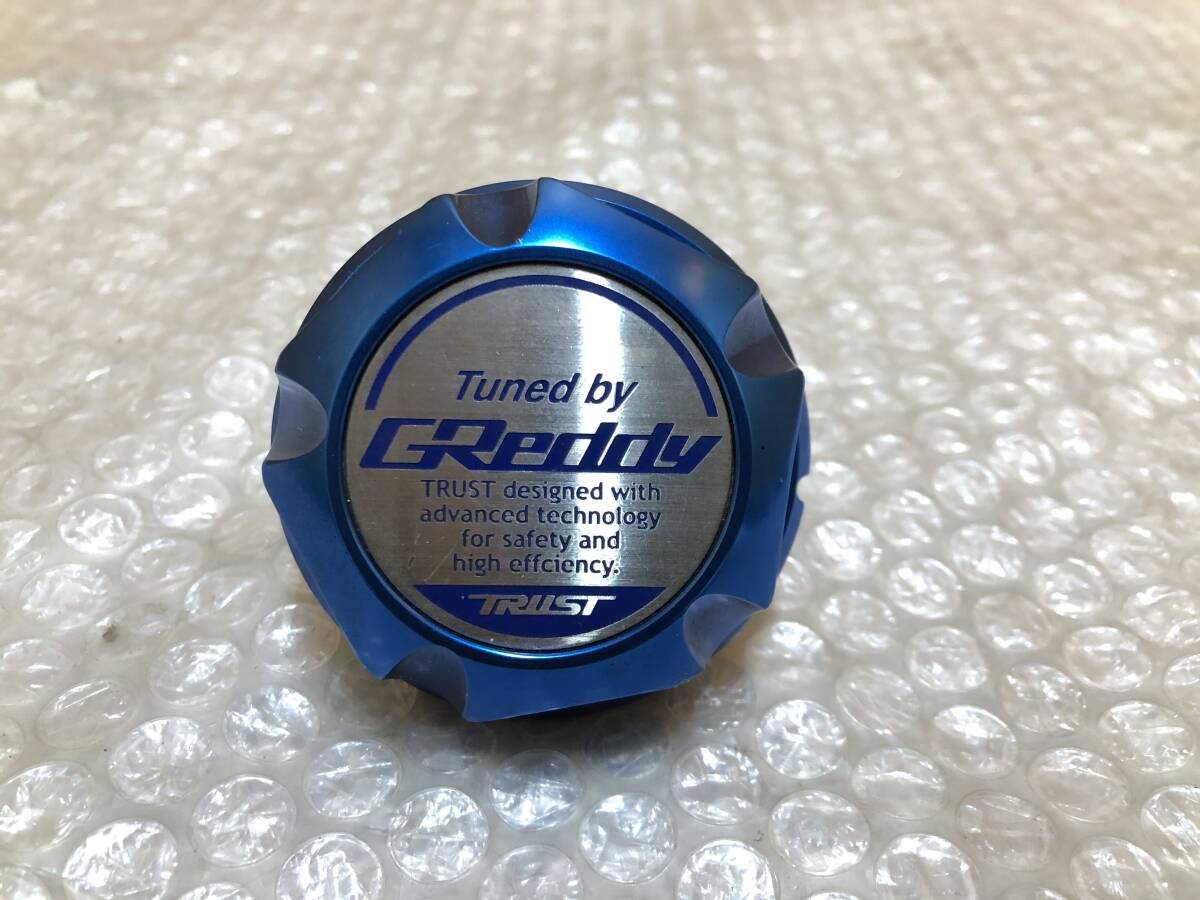 Tuned by
GReddy
TRUST designed with
advanced technology
for safety and
high effciency.
TRUST